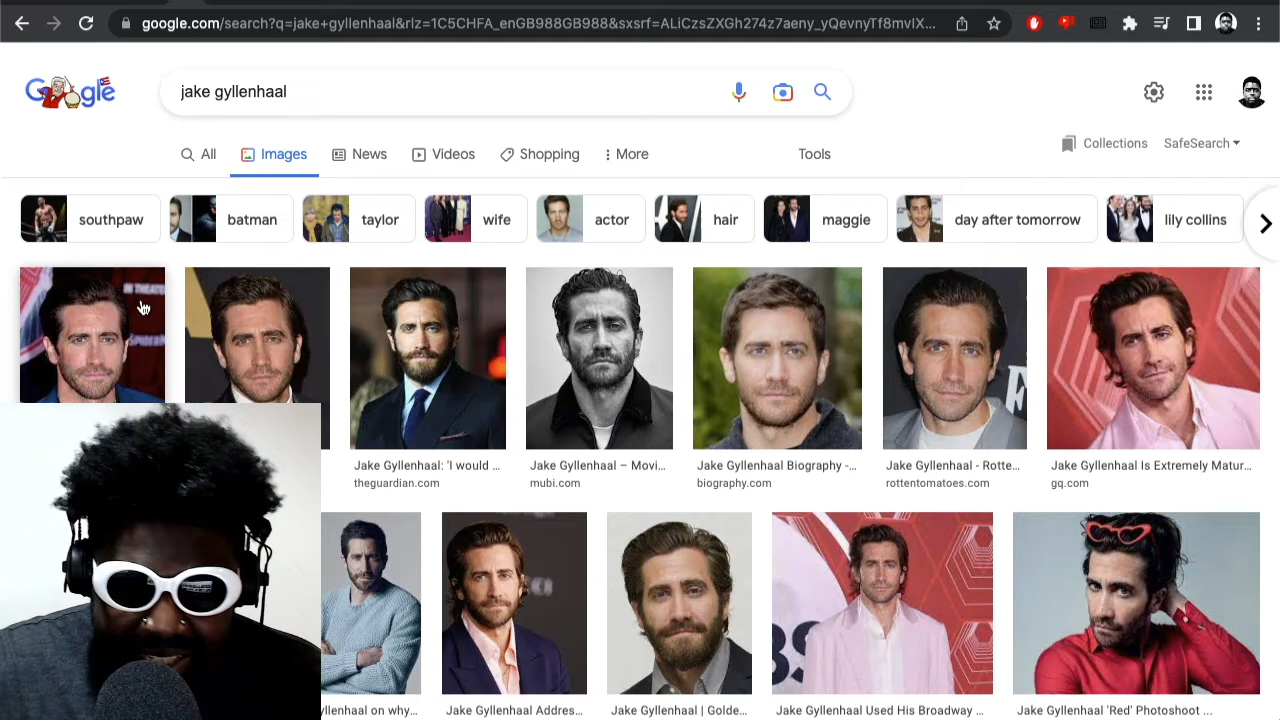 google.com/search?q=jake+gyllenhaal&rlz=1C5CHFA_enGB988GB988&sxsrf=ALiCzsZXGh274z7aeny_yQevnyTf8mvIX...
Google
jake gyllenhaal
All
Images
News
Videos
Shopping
More
Tools
Collections
SafeSearch
southpaw
batman
taylor
wife
actor
hair
maggie
day after tomorrow
lily collins
IN THEATE
SPIDER
Jake Gyllenhaal: 'I would ...
theguardian.com
Jake Gyllenhaal – Movi...
mubi.com
Jake Gyllenhaal Biography -...
biography.com
Jake Gyllenhaal - Rotte...
rottentomatoes.com
Jake Gyllenhaal Is Extremely Matur...
gq.com
yllenhaal on why...
Jake Gyllenhaal Addres...
Jake Gyllenhaal | Golde...
Jake Gyllenhaal Used His Broadway ...
Jake Gyllenhaal 'Red' Photoshoot ...